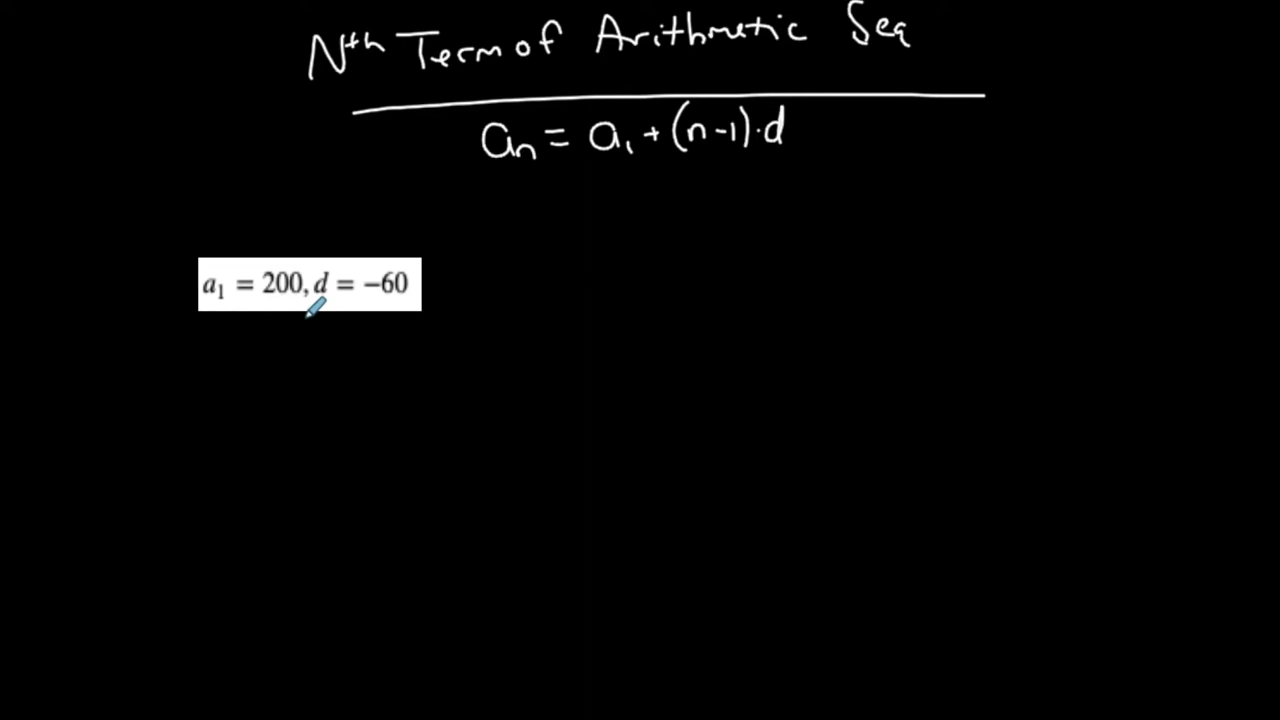 Nth Term of Arithmetic Seq
an = a1 + (n-1)·d
a1 = 200, d = −60